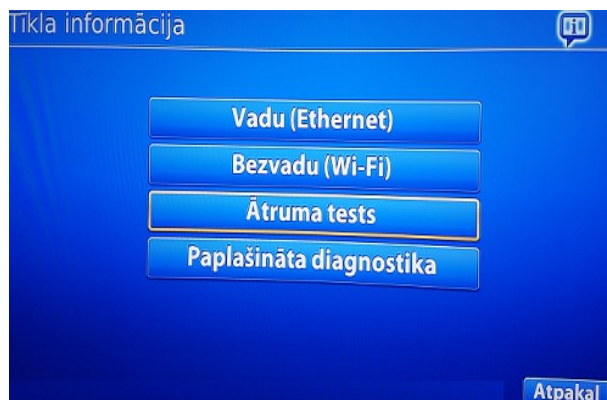 Tīkla informācija
Vadu (Ethernet)
Bezvadu (Wi-Fi)
Ātruma tests
Paplašināta diagnostika
Atpakaļ